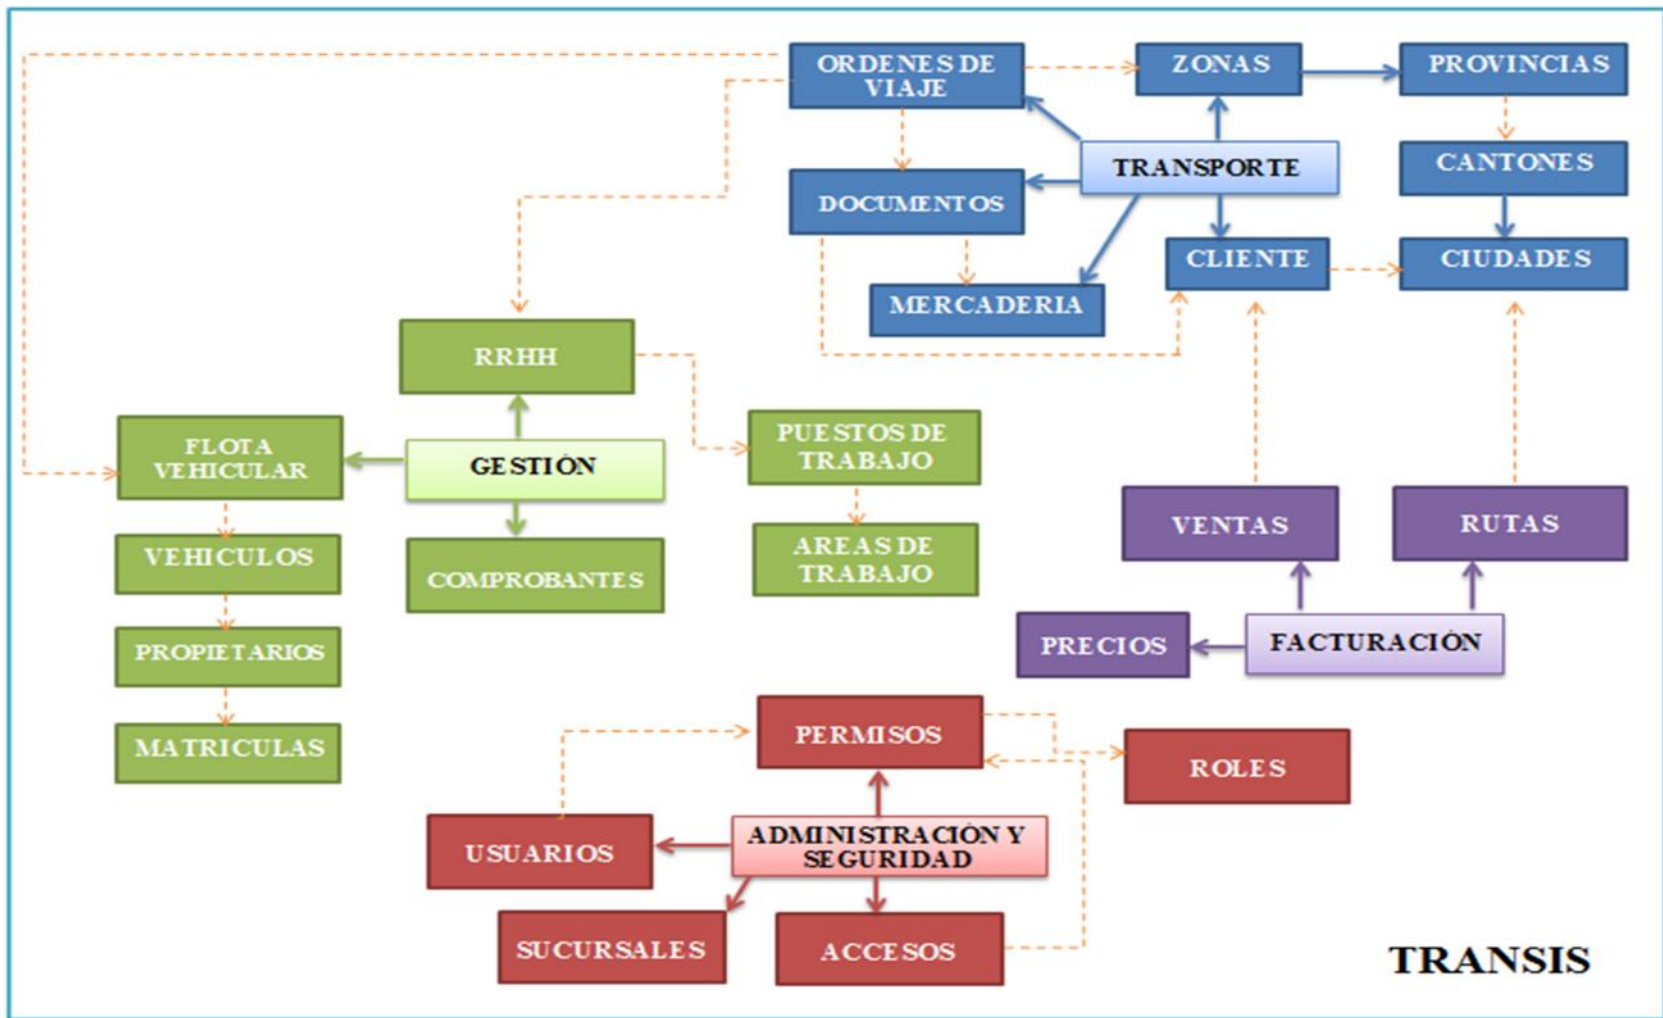 ORDENES DE
VIAJE
ZONAS
PROVINCIAS
TRANSPORTE
CANTONES
DOCUMENTOS
CLIENTE
CIUDADES
MERCADERIA
RRHH
FLOTA
VEHICULAR
GESTIÓN
PUESTOS DE
TRABAJO
VENTAS
RUTAS
VEHICULOS
COMPROBANTES
AREAS DE
TRABAJO
PROPIETARIOS
PRECIOS
FACTURACIÓN
MATRICULAS
PERMISOS
ROLES
USUARIOS
ADMINISTRACIÓN Y
SEGURIDAD
SUCURSALES
ACCESOS
TRANSIS